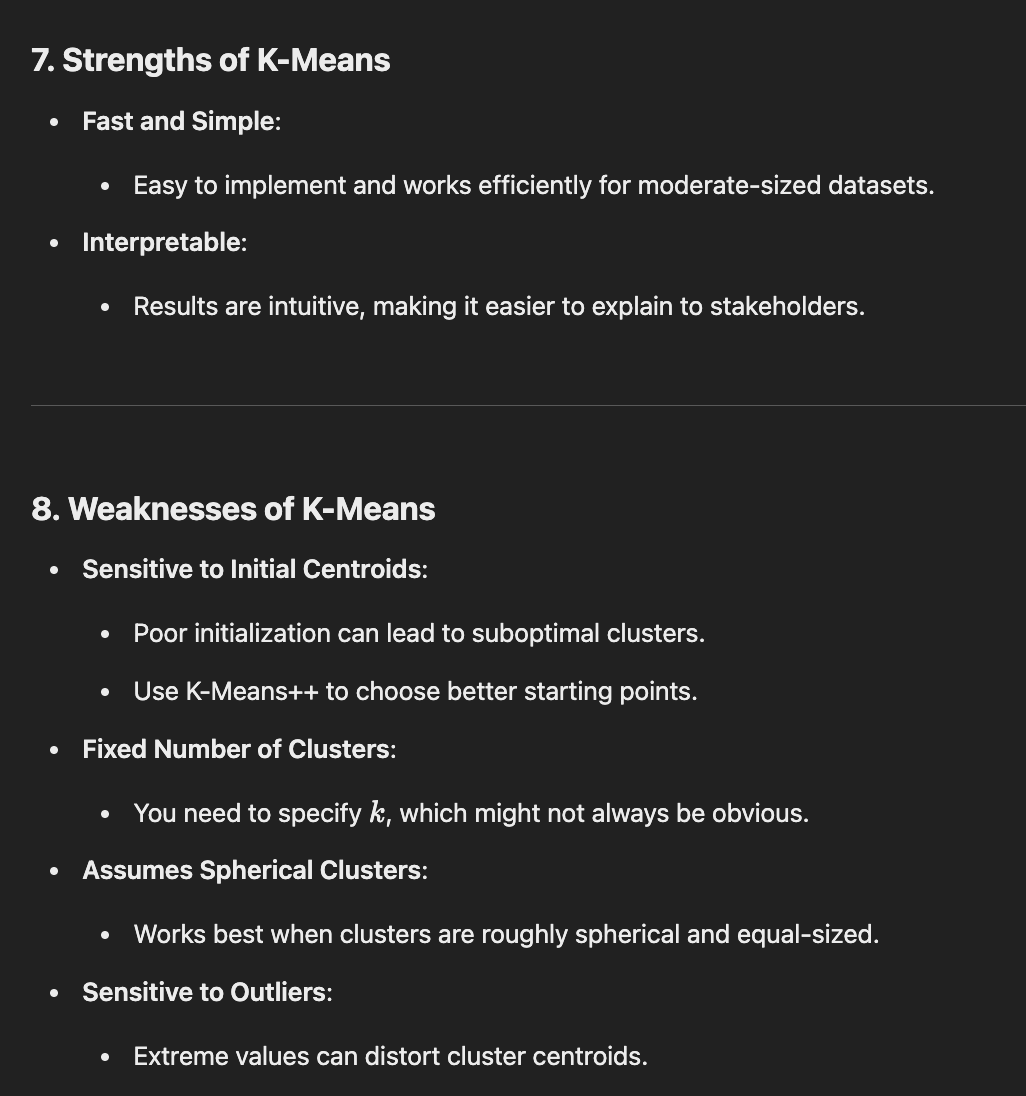 7. Strengths of K-Means
• Fast and Simple:
• Easy to implement and works efficiently for moderate-sized datasets.
• Interpretable:
• Results are intuitive, making it easier to explain to stakeholders.
8. Weaknesses of K-Means
• Sensitive to Initial Centroids:
• Poor initialization can lead to suboptimal clusters.
• Use K-Means++ to choose better starting points.
• Fixed Number of Clusters:
• You need to specify k, which might not always be obvious.
• Assumes Spherical Clusters:
• Works best when clusters are roughly spherical and equal-sized.
• Sensitive to Outliers:
• Extreme values can distort cluster centroids.